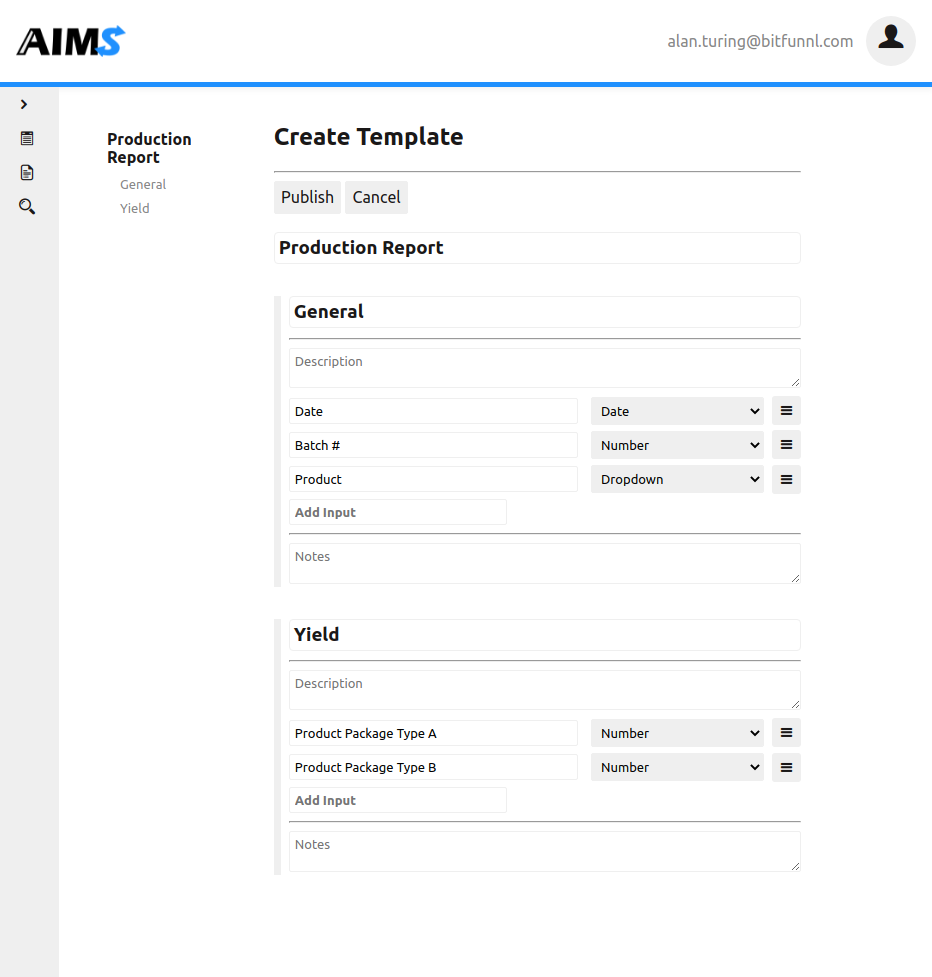 AIMS
alan.turing@bitfunnl.com
Production
Report
General
Yield
Create Template
Publish Cancel
Production Report
General
Description
Date Date
Batch # Number
Product Dropdown
Add Input
Notes
Yield
Description
Product Package Type A Number
Product Package Type B Number
Add Input
Notes